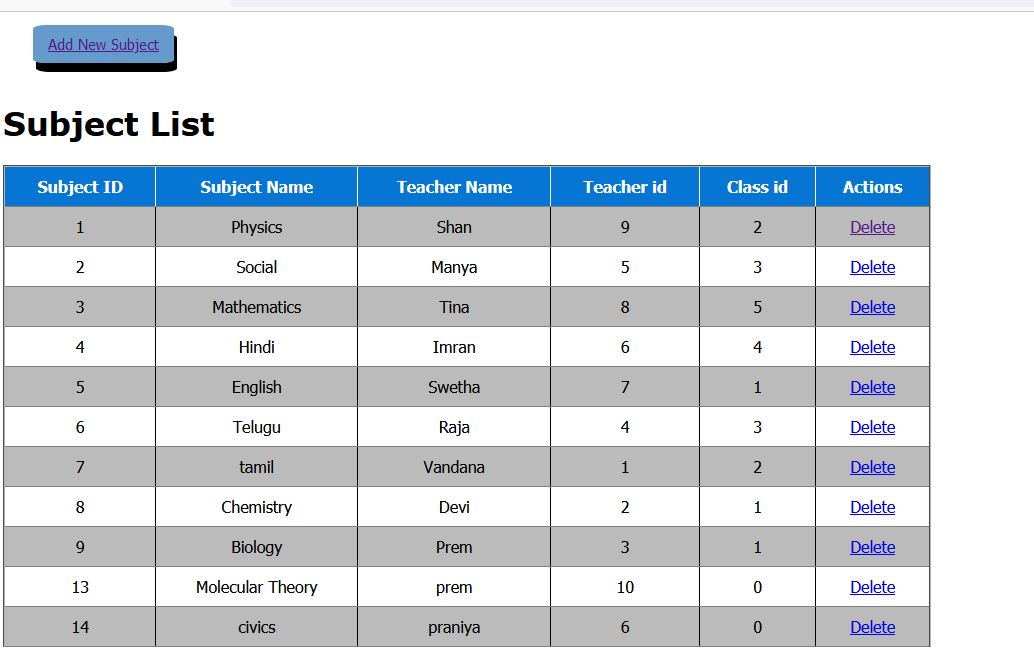 Add New Subject
Subject List
Subject ID Subject Name Teacher Name Teacher id Class id Actions
1 Physics Shan 9 2 Delete
2 Social Manya 5 3 Delete
3 Mathematics Tina 8 5 Delete
4 Hindi Imran 6 4 Delete
5 English Swetha 7 1 Delete
6 Telugu Raja 4 3 Delete
7 tamil Vandana 1 2 Delete
8 Chemistry Devi 2 1 Delete
9 Biology Prem 3 1 Delete
13 Molecular Theory prem 10 0 Delete
14 civics praniya 6 0 Delete